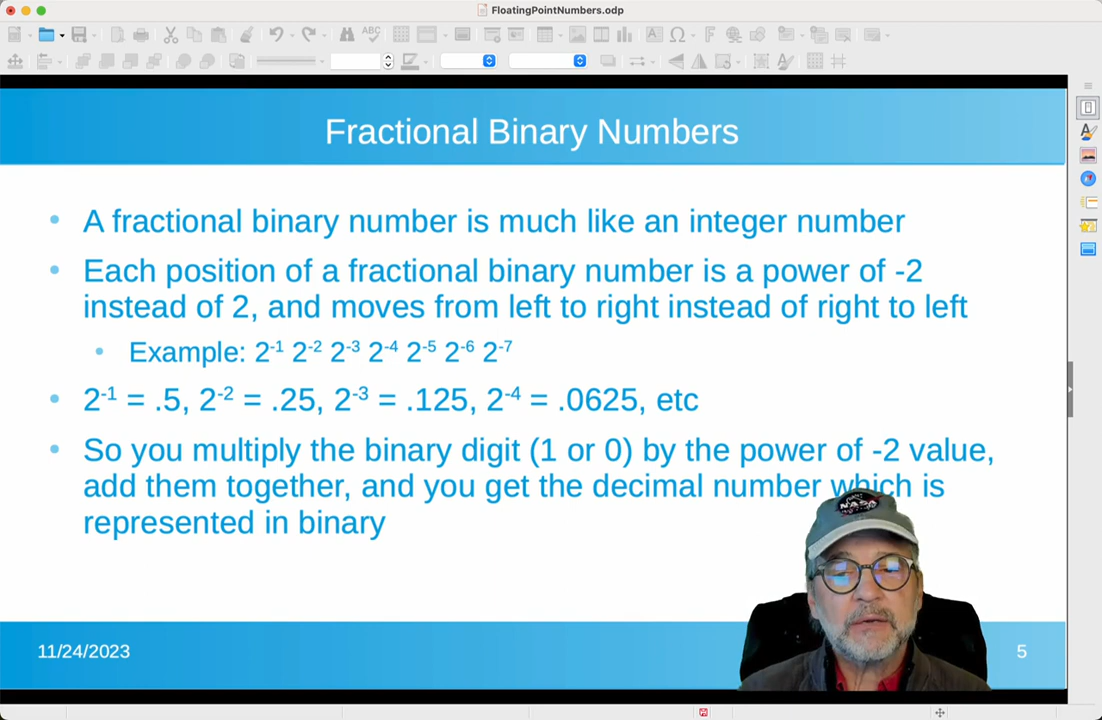 FloatingPointNumbers.odp
Fractional Binary Numbers
• A fractional binary number is much like an integer number
• Each position of a fractional binary number is a power of -2
instead of 2, and moves from left to right instead of right to left
• Example: 2⁻¹ 2⁻² 2⁻³ 2⁻⁴ 2⁻⁵ 2⁻⁶ 2⁻⁷
• 2⁻¹ = .5, 2⁻² = .25, 2⁻³ = .125, 2⁻⁴ = .0625, etc
• So you multiply the binary digit (1 or 0) by the power of -2 value,
add them together, and you get the decimal number which is
represented in binary
NASA
11/24/2023
5